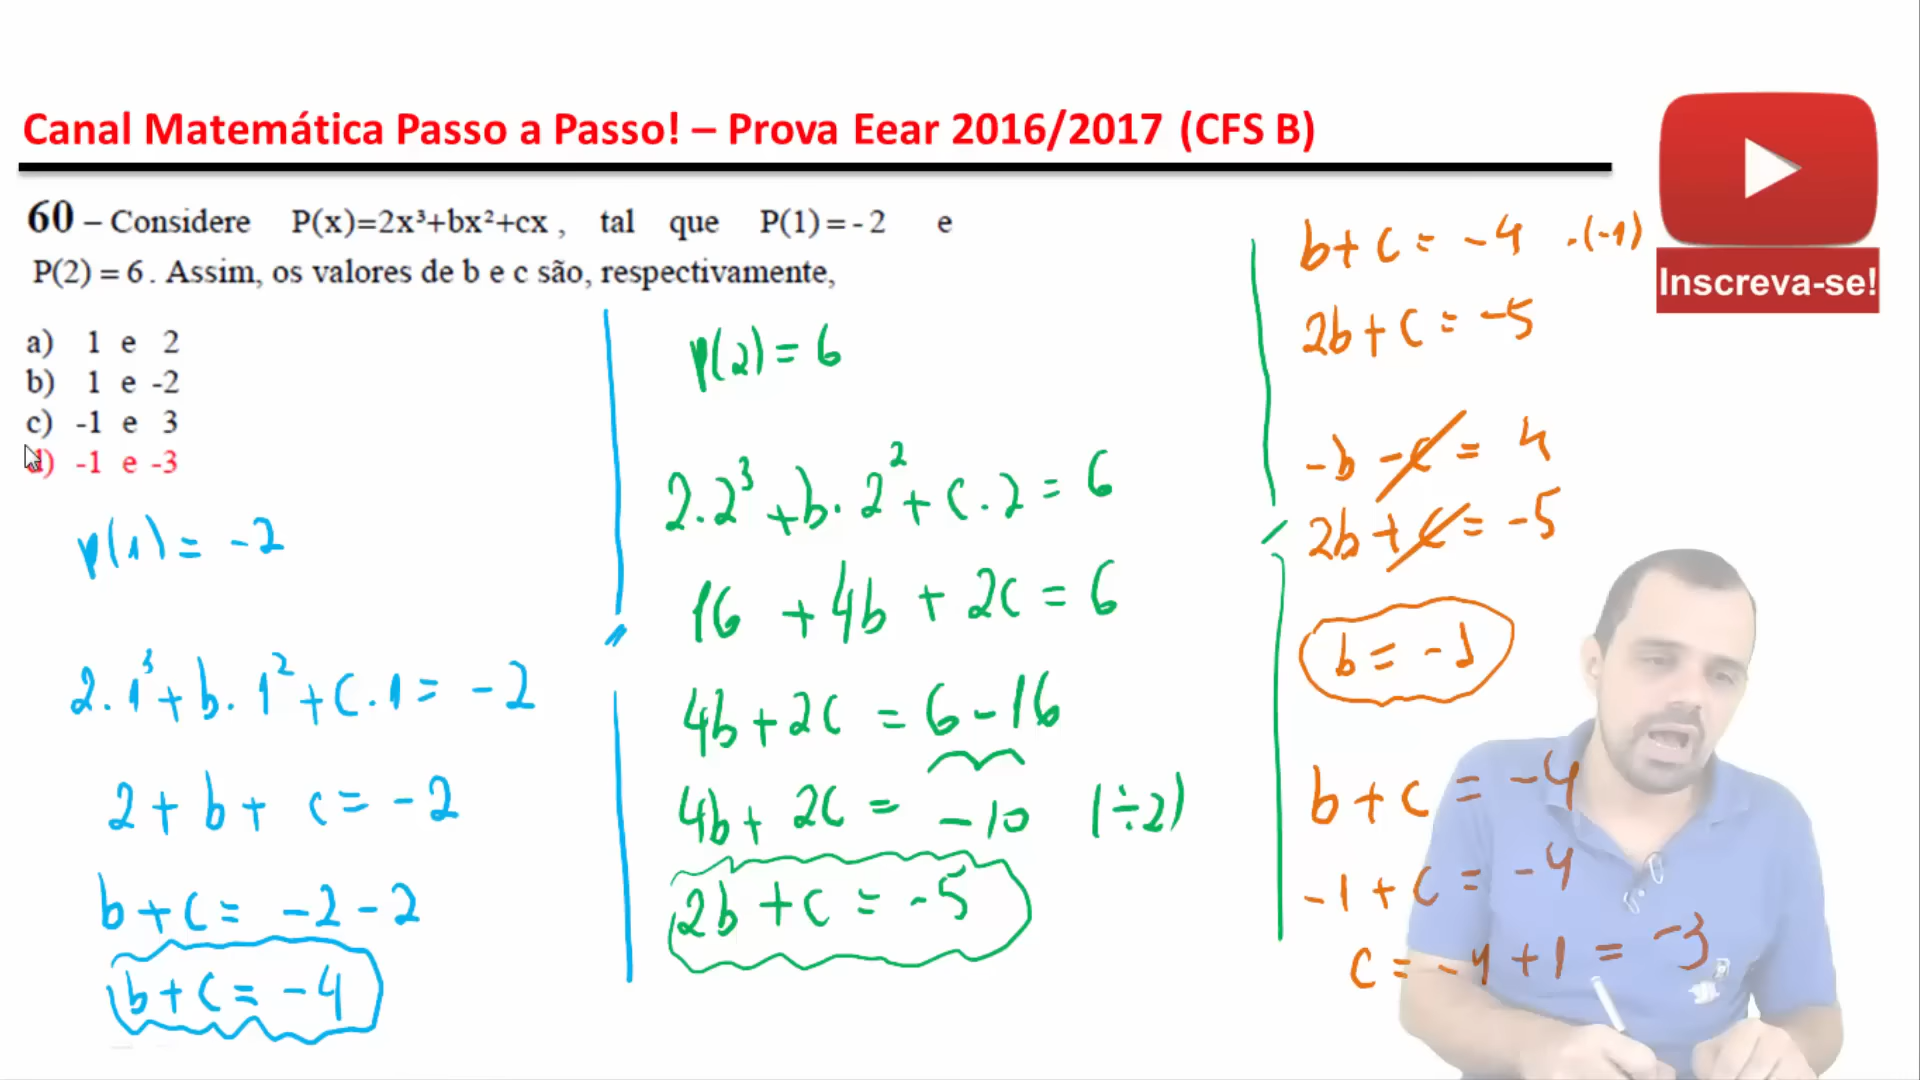 Canal Matemática Passo a Passo! – Prova Eear 2016/2017 (CFS B)
60 – Considere P(x)=2x³+bx²+cx , tal que P(1) = - 2 e
P(2) = 6 . Assim, os valores de b e c são, respectivamente,
a) 1 e 2
b) 1 e -2
c) -1 e 3
d) -1 e -3
p(1) = -2
2.1³ + b.1² + c.1 = -2
2 + b + c = -2
b + c = -2 - 2
b + c = -4
p(2) = 6
2.2³ + b.2² + c.2 = 6
16 + 4b + 2c = 6
4b + 2c = 6 - 16
4b + 2c = -10 (÷2)
2b + c = -5
b + c = -4 .(-1)
2b + c = -5
-b - c = 4
2b + c = -5
b = -1
b + c = -4
-1 + c = -4
c = -4 + 1 = -3
Inscreva-se!